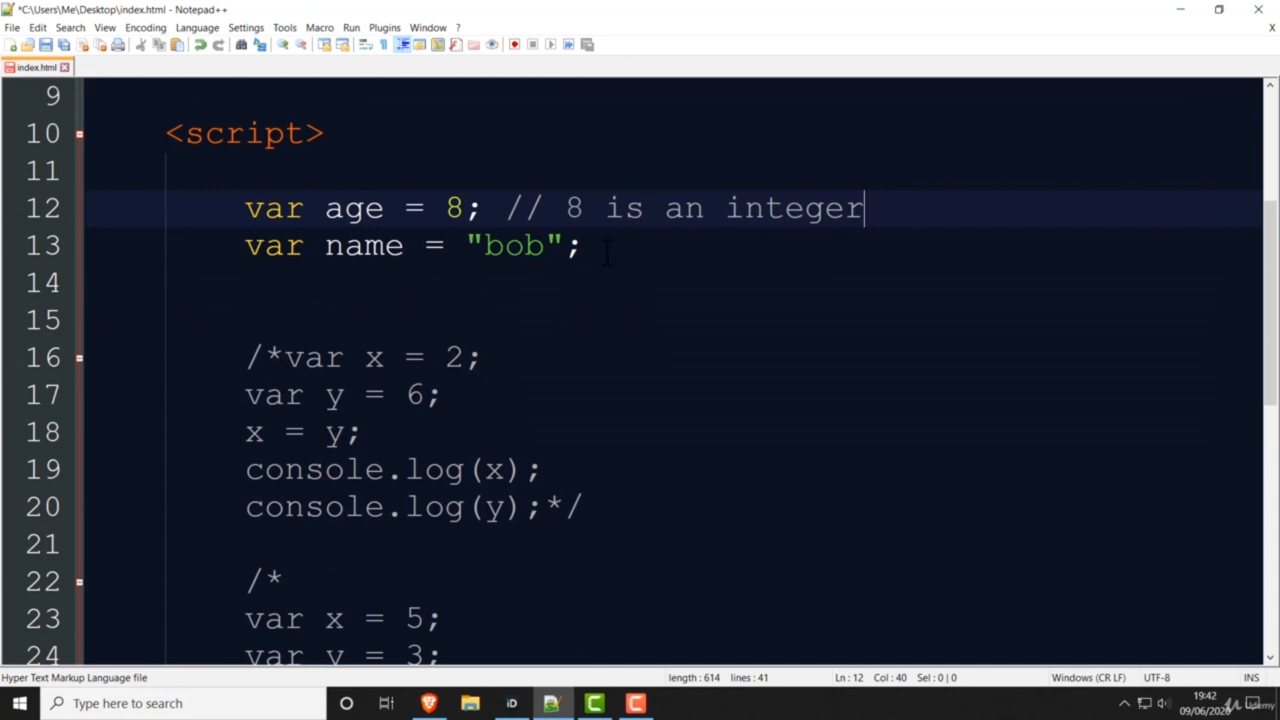 *C:\Users\Me\Desktop\index.html - Notepad++
File Edit Search View Encoding Language Settings Tools Macro Run Plugins Window ? X
index.html
9
10 <script>
11
12 var age = 8; // 8 is an integer
13 var name = "bob";
14
15
16 /*var x = 2;
17 var y = 6;
18 x = y;
19 console.log(x);
20 console.log(y);*/
21
22 /*
23 var x = 5;
24 var y = 3;
Hyper Text Markup Language file length : 614 lines : 41 Ln : 12 Col : 40 Sel : 0 | 0 Windows (CR LF) UTF-8 INS
Type here to search iD 19:42
09/06/2020 Udemy